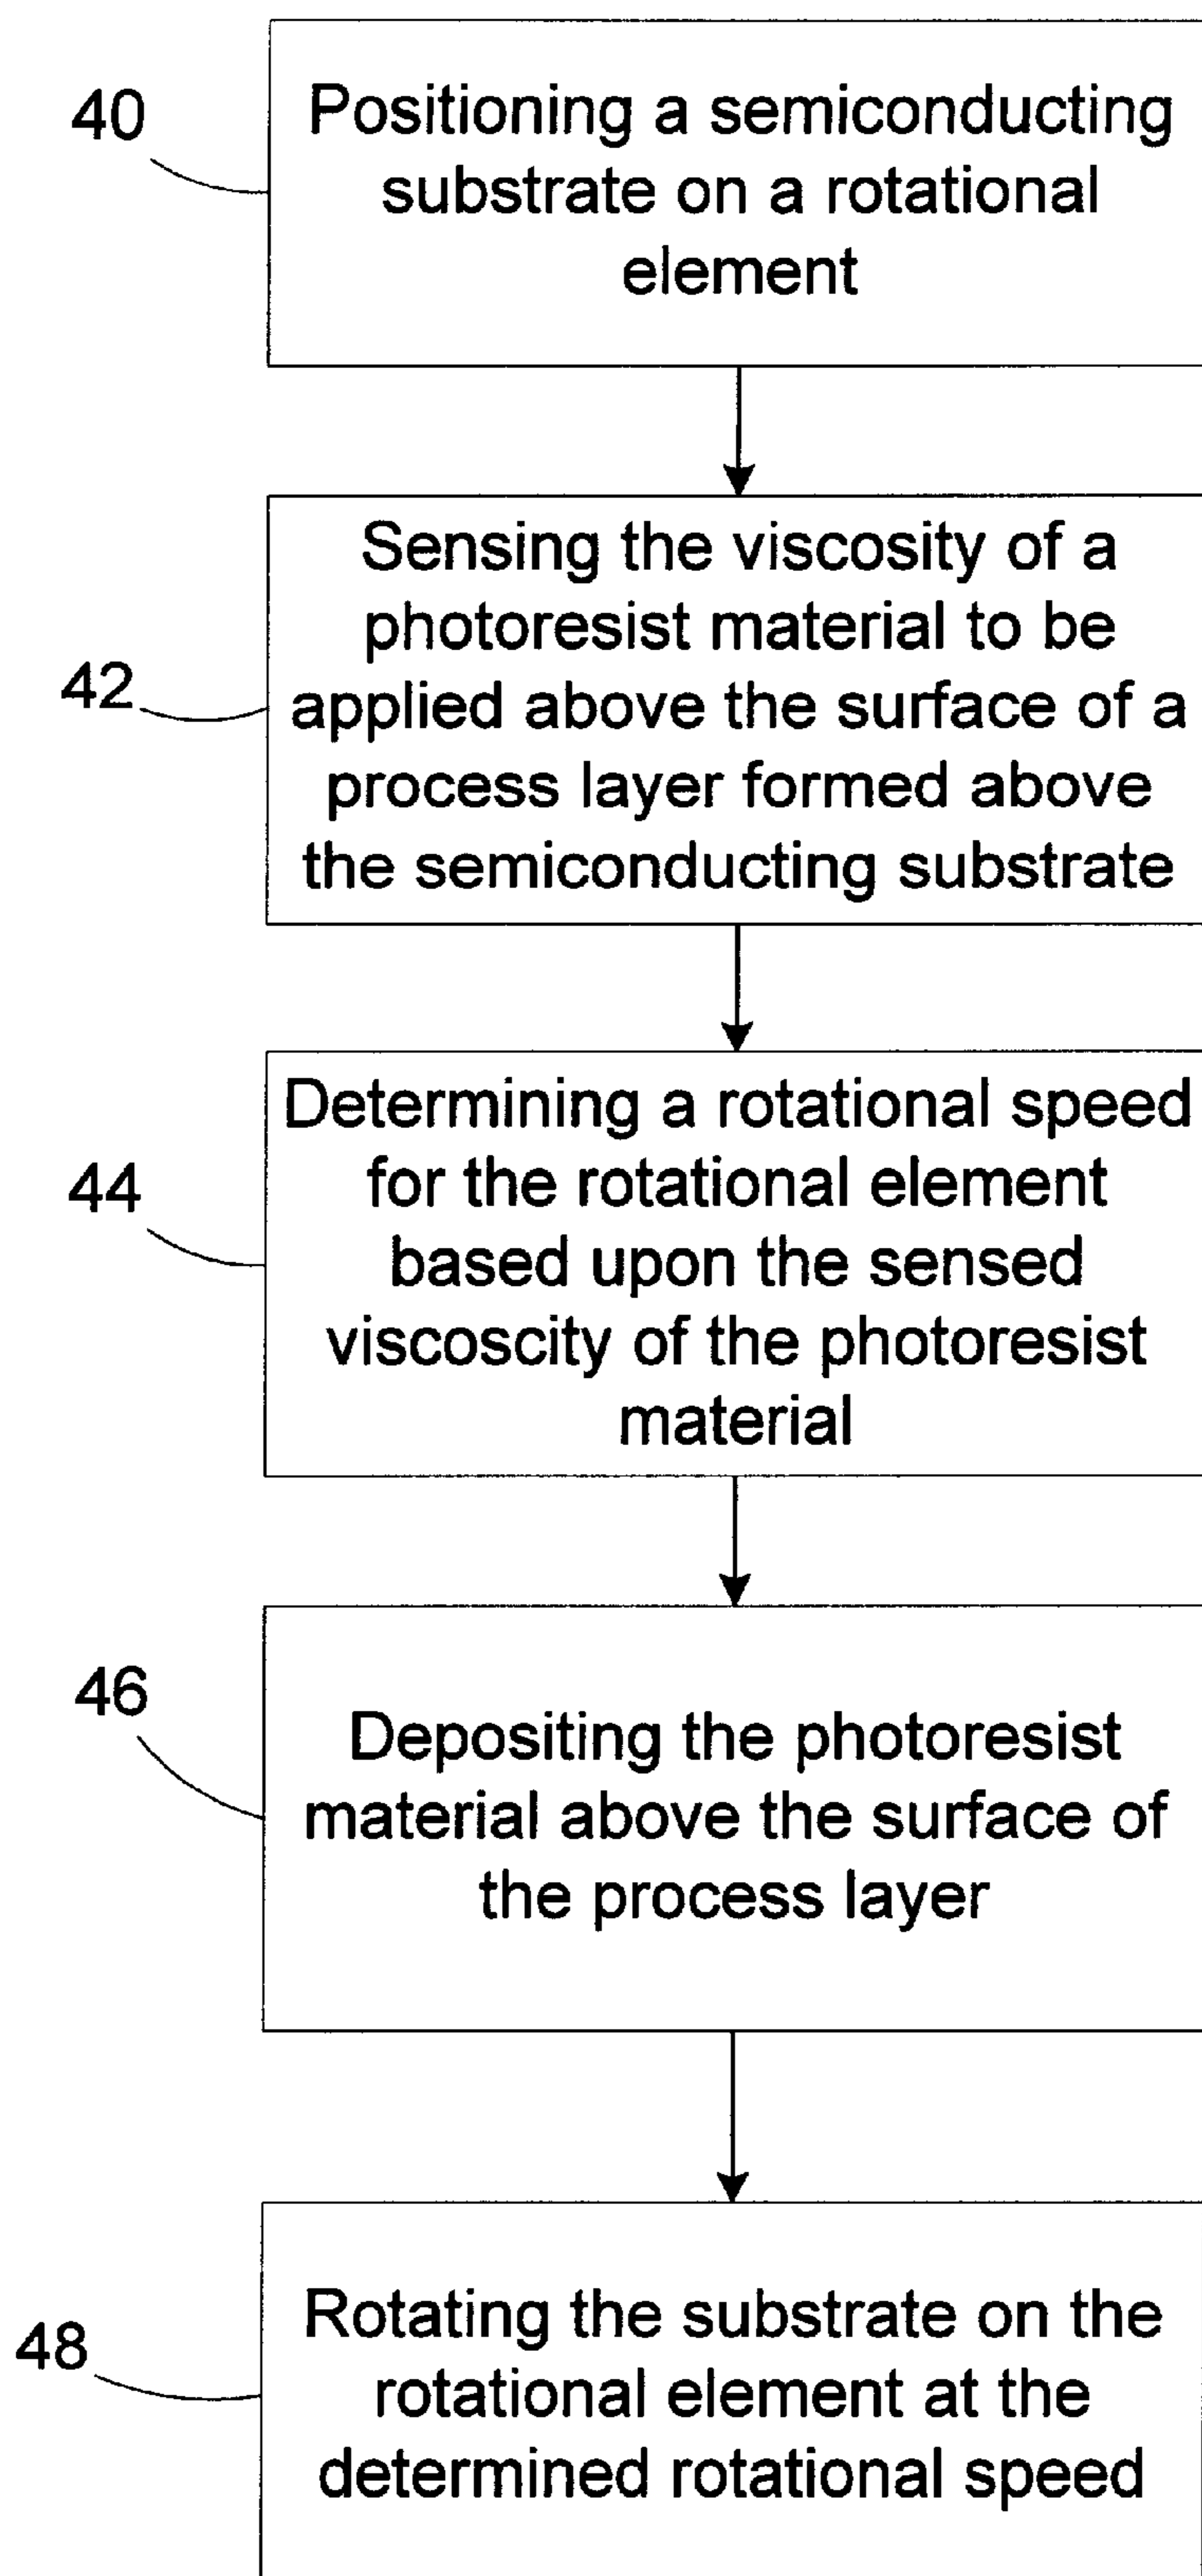 40
Positioning a semiconducting
substrate on a rotational
element
42
Sensing the viscosity of a
photoresist material to be
applied above the surface of a
process layer formed above
the semiconducting substrate
44
Determining a rotational speed
for the rotational element
based upon the sensed
viscoscity of the photoresist
material
46
Depositing the photoresist
material above the surface of
the process layer
48
Rotating the substrate on the
rotational element at the
determined rotational speed